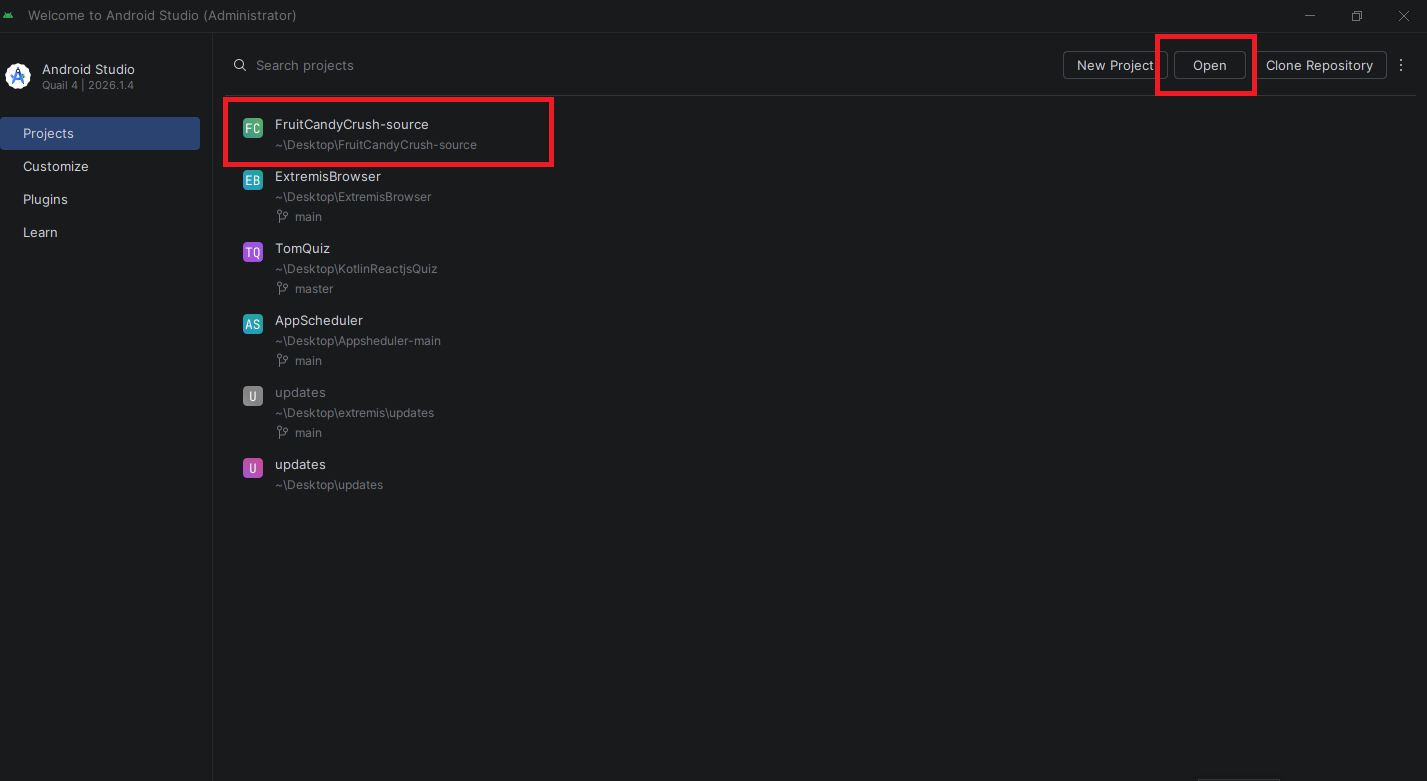 Welcome to Android Studio (Administrator)
Android Studio
Quail 4 | 2026.1.4
Projects
Customize
Plugins
Learn
Search projects
New Project
Open
Clone Repository
FC
FruitCandyCrush-source
~\Desktop\FruitCandyCrush-source
EB
ExtremisBrowser
~\Desktop\ExtremisBrowser
main
TQ
TomQuiz
~\Desktop\KotlinReactjsQuiz
master
AS
AppScheduler
~\Desktop\Appsheduler-main
main
U
updates
~\Desktop\extremis\updates
main
U
updates
~\Desktop\updates